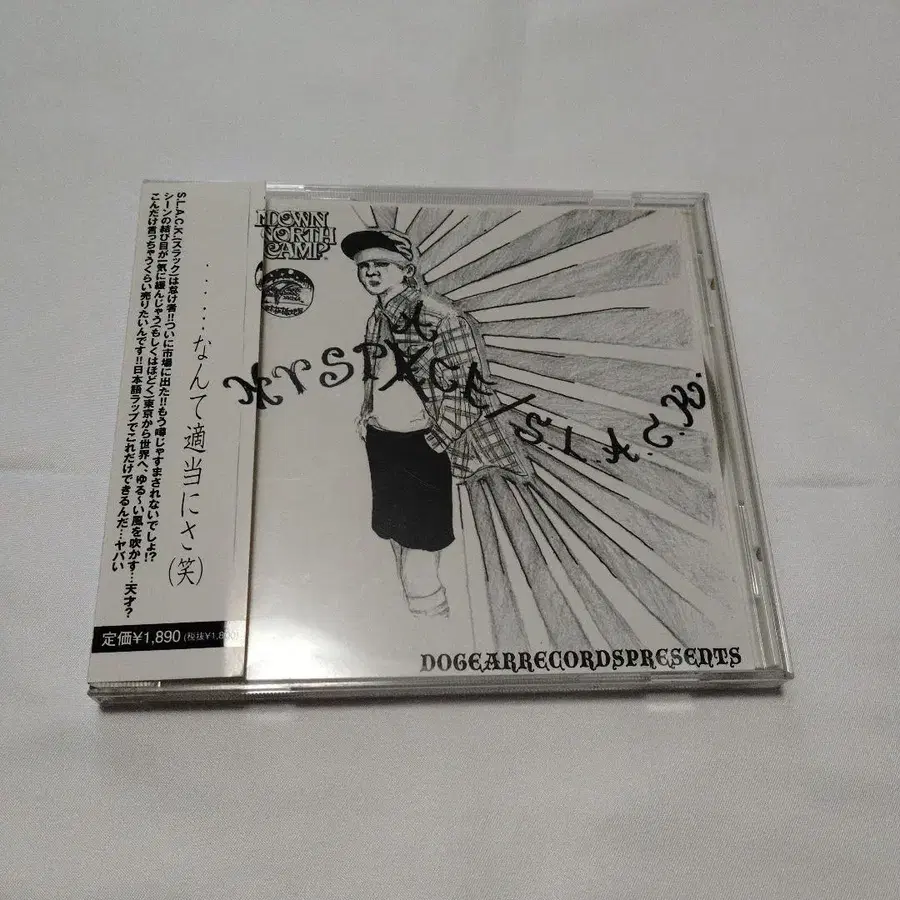 S.L.A.C.K.(スラック)は怠け者!!ついに市場に出た!!もう噂じゃすまされないでしょ!?
シーンの結び目が一気に緩んじゃう(もしくはほどく)東京から世界へ、ゆる〜い風を吹かす…天才?
こんだけ言っちゃうくらい売りたいんです!!日本語ラップでこれだけできるんだ…ヤバい
......なんて適当にさ(笑)
定価¥1,890(税抜¥1,800)
DOWN
NORTH
CAMP
MY SPACE/S.L.A.C.K.
DOGEARRECORDSPRESENTS